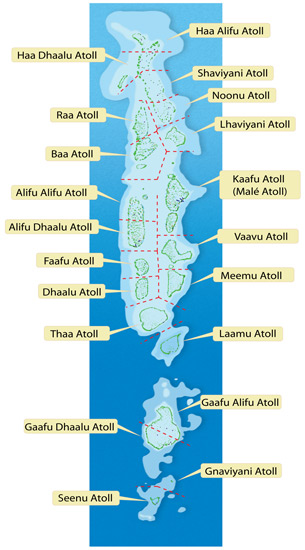 Haa Alifu Atoll
Haa Dhaalu Atoll
Shaviyani Atoll
Noonu Atoll
Raa Atoll
Lhaviyani Atoll
Baa Atoll
Kaafu Atoll
(Malé Atoll)
Alifu Alifu Atoll
Alifu Dhaalu Atoll
Vaavu Atoll
Faafu Atoll
Meemu Atoll
Dhaalu Atoll
Thaa Atoll
Laamu Atoll
Gaafu Alifu Atoll
Gaafu Dhaalu Atoll
Gnaviyani Atoll
Seenu Atoll